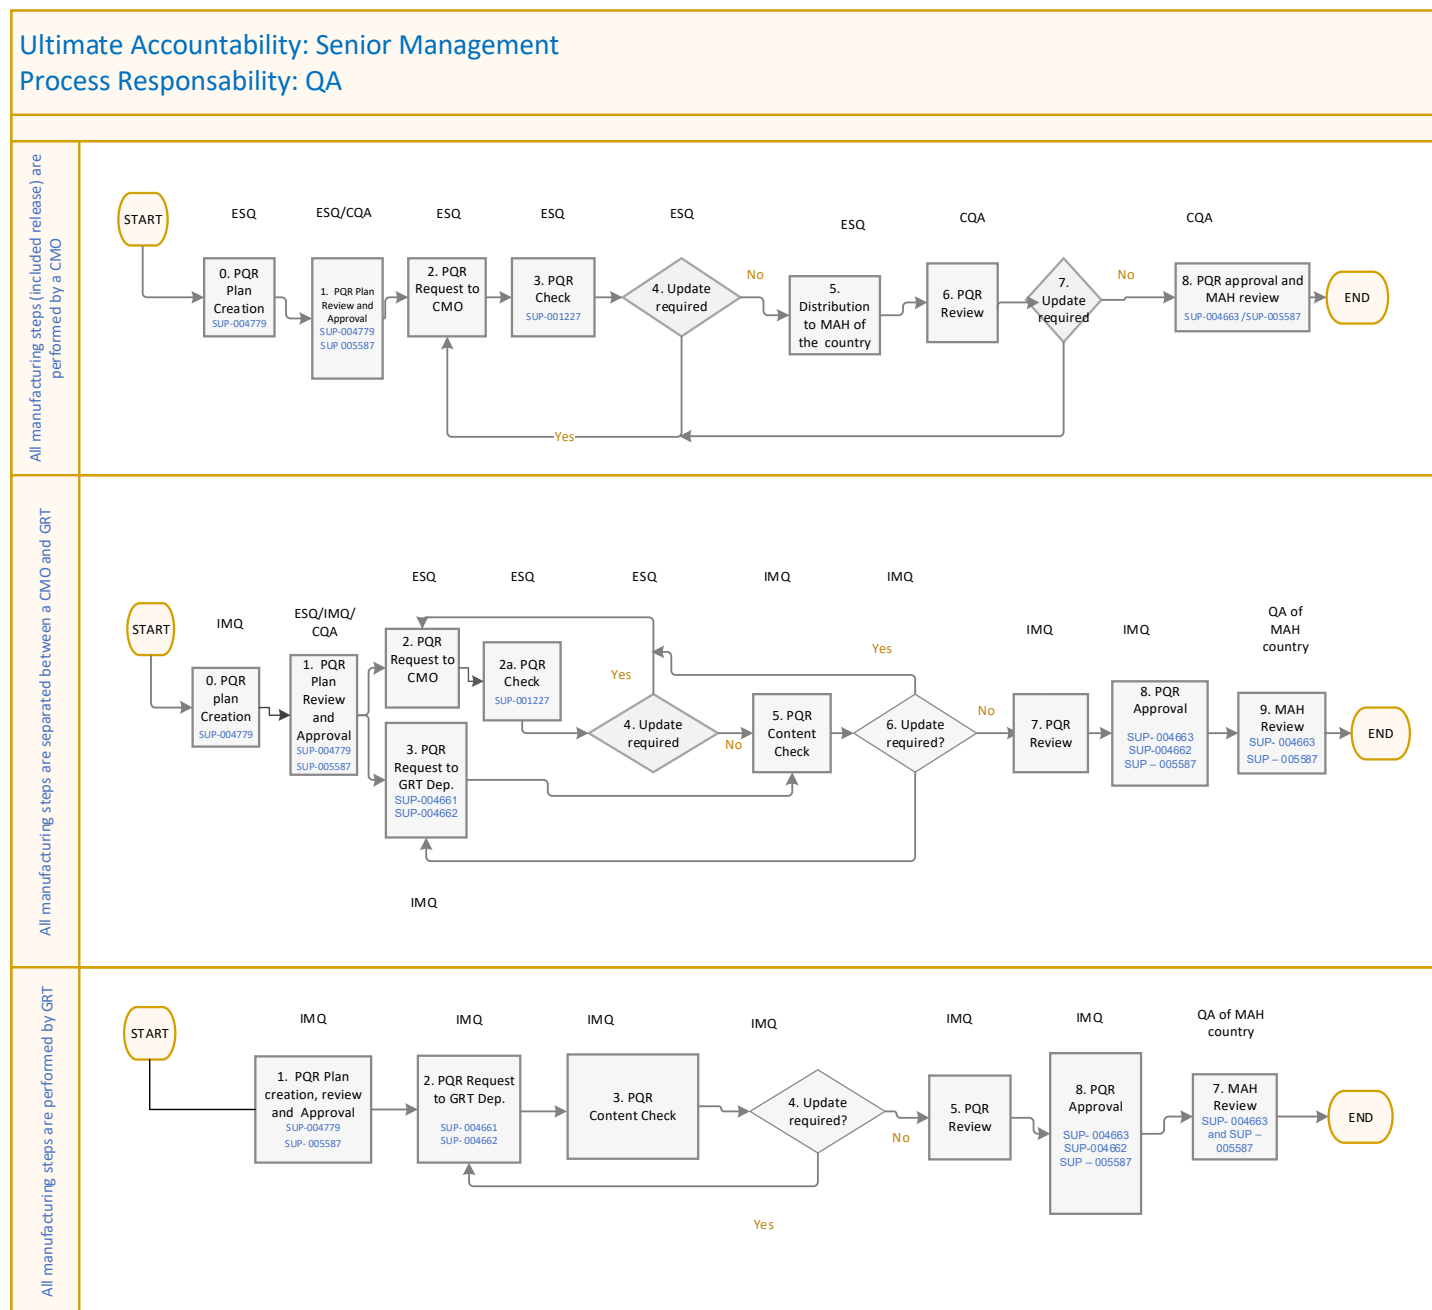 Ultimate Accountability: Senior Management
Process Responsability: QA
All manufacturing steps (included release) are
performed by a CMO
START
ESQ
0. PQR
Plan
Creation
SUP-004779
ESQ/CQA
1. PQR Plan
Review and
Approval
SUP-004779
SUP 005587
ESQ
2. PQR
Request to
CMO
ESQ
3. PQR
Check
SUP-001227
ESQ
4. Update
required
No
Yes
ESQ
5.
Distribution
to MAH of
the country
CQA
6. PQR
Review
7.
Update
required
No
CQA
8. PQR approval and
MAH review
SUP-004663 /SUP-005587
END
All manufacturing steps are separated between a CMO and GRT
START
IMQ
0. PQR
plan
Creation
SUP-004779
ESQ/IMQ/
CQA
1. PQR
Plan
Review
and
Approval
SUP-004779
SUP-005587
ESQ
2. PQR
Request to
CMO
ESQ
2a. PQR
Check
SUP-001227
3. PQR
Request to
GRT Dep.
SUP-004661
SUP-004662
IMQ
ESQ
Yes
4. Update
required
No
IMQ
5. PQR
Content
Check
IMQ
Yes
6. Update
required?
No
IMQ
7. PQR
Review
IMQ
8. PQR
Approval
SUP- 004663
SUP-004662
SUP – 005587
QA of
MAH
country
9. MAH
Review
SUP- 004663
SUP – 005587
END
All manufacturing steps are performed by GRT
START
IMQ
1. PQR Plan
creation, review
and Approval
SUP-004779
SUP- 005587
IMQ
2. PQR Request
to GRT Dep.
SUP- 004661
SUP- 004662
IMQ
3. PQR
Content Check
IMQ
4. Update
required?
No
Yes
IMQ
5. PQR
Review
IMQ
8. PQR
Approval
SUP- 004663
SUP-004662
SUP – 005587
QA of MAH
country
7. MAH
Review
SUP- 004663
and SUP –
005587
END